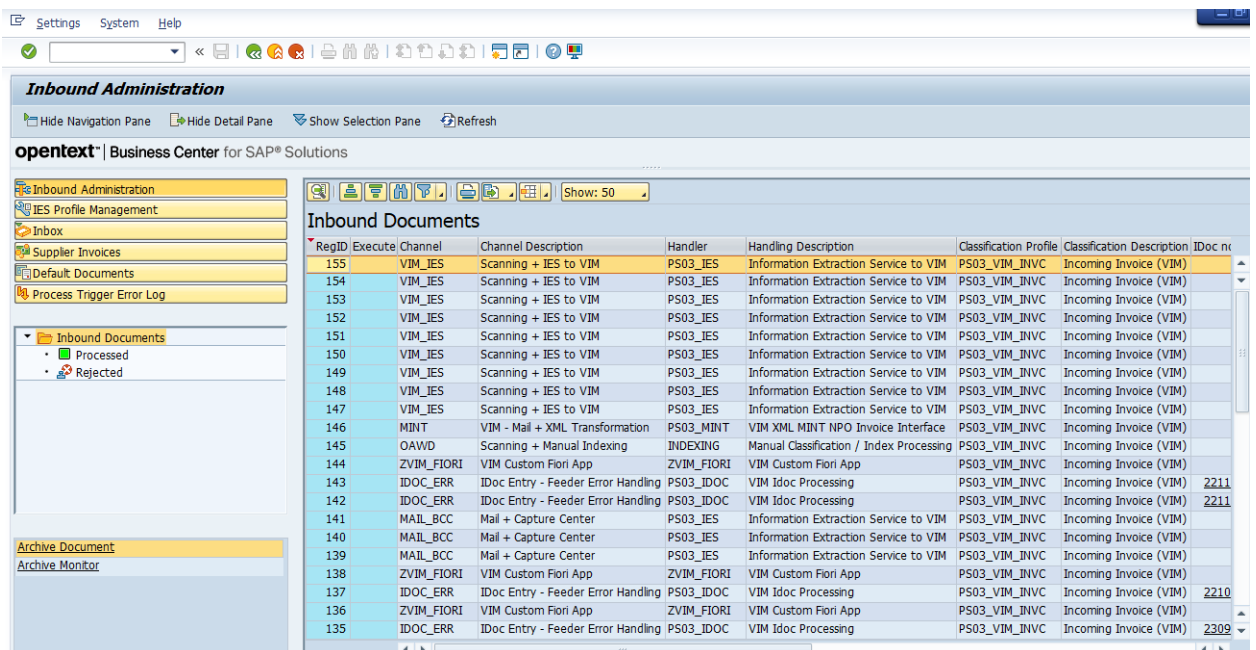 Settings System Help
Inbound Administration
Hide Navigation Pane Hide Detail Pane Show Selection Pane Refresh
opentext™ | Business Center for SAP® Solutions
Inbound Administration
IES Profile Management
Inbox
Supplier Invoices
Default Documents
Process Trigger Error Log
Inbound Documents
Processed
Rejected
Archive Document
Archive Monitor
Show: 50
Inbound Documents
RegID Execute Channel Channel Description Handler Handling Description Classification Profile Classification Description IDoc
155 VIM_IES Scanning + IES to VIM PS03_IES Information Extraction Service to VIM PS03_VIM_INVC Incoming Invoice (VIM)
154 VIM_IES Scanning + IES to VIM PS03_IES Information Extraction Service to VIM PS03_VIM_INVC Incoming Invoice (VIM)
153 VIM_IES Scanning + IES to VIM PS03_IES Information Extraction Service to VIM PS03_VIM_INVC Incoming Invoice (VIM)
152 VIM_IES Scanning + IES to VIM PS03_IES Information Extraction Service to VIM PS03_VIM_INVC Incoming Invoice (VIM)
151 VIM_IES Scanning + IES to VIM PS03_IES Information Extraction Service to VIM PS03_VIM_INVC Incoming Invoice (VIM)
150 VIM_IES Scanning + IES to VIM PS03_IES Information Extraction Service to VIM PS03_VIM_INVC Incoming Invoice (VIM)
149 VIM_IES Scanning + IES to VIM PS03_IES Information Extraction Service to VIM PS03_VIM_INVC Incoming Invoice (VIM)
148 VIM_IES Scanning + IES to VIM PS03_IES Information Extraction Service to VIM PS03_VIM_INVC Incoming Invoice (VIM)
147 VIM_IES Scanning + IES to VIM PS03_IES Information Extraction Service to VIM PS03_VIM_INVC Incoming Invoice (VIM)
146 MINT VIM - Mail + XML Transformation PS03_MINT VIM XML MINT NPO Invoice Interface PS03_VIM_INVC Incoming Invoice (VIM)
145 OAWD Scanning + Manual Indexing INDEXING Manual Classification / Index Processing PS03_VIM_INVC Incoming Invoice (VIM)
144 ZVIM_FIORI VIM Custom Fiori App ZVIM_FIORI VIM Custom Fiori App PS03_VIM_INVC Incoming Invoice (VIM)
143 IDOC_ERR IDoc Entry - Feeder Error Handling PS03_IDOC VIM Idoc Processing PS03_VIM_INVC Incoming Invoice (VIM) 2211
142 IDOC_ERR IDoc Entry - Feeder Error Handling PS03_IDOC VIM Idoc Processing PS03_VIM_INVC Incoming Invoice (VIM) 2211
141 MAIL_BCC Mail + Capture Center PS03_IES Information Extraction Service to VIM PS03_VIM_INVC Incoming Invoice (VIM)
140 MAIL_BCC Mail + Capture Center PS03_IES Information Extraction Service to VIM PS03_VIM_INVC Incoming Invoice (VIM)
139 MAIL_BCC Mail + Capture Center PS03_IES Information Extraction Service to VIM PS03_VIM_INVC Incoming Invoice (VIM)
138 ZVIM_FIORI VIM Custom Fiori App ZVIM_FIORI VIM Custom Fiori App PS03_VIM_INVC Incoming Invoice (VIM)
137 IDOC_ERR IDoc Entry - Feeder Error Handling PS03_IDOC VIM Idoc Processing PS03_VIM_INVC Incoming Invoice (VIM) 2210
136 ZVIM_FIORI VIM Custom Fiori App ZVIM_FIORI VIM Custom Fiori App PS03_VIM_INVC Incoming Invoice (VIM)
135 IDOC_ERR IDoc Entry - Feeder Error Handling PS03_IDOC VIM Idoc Processing PS03_VIM_INVC Incoming Invoice (VIM) 2309